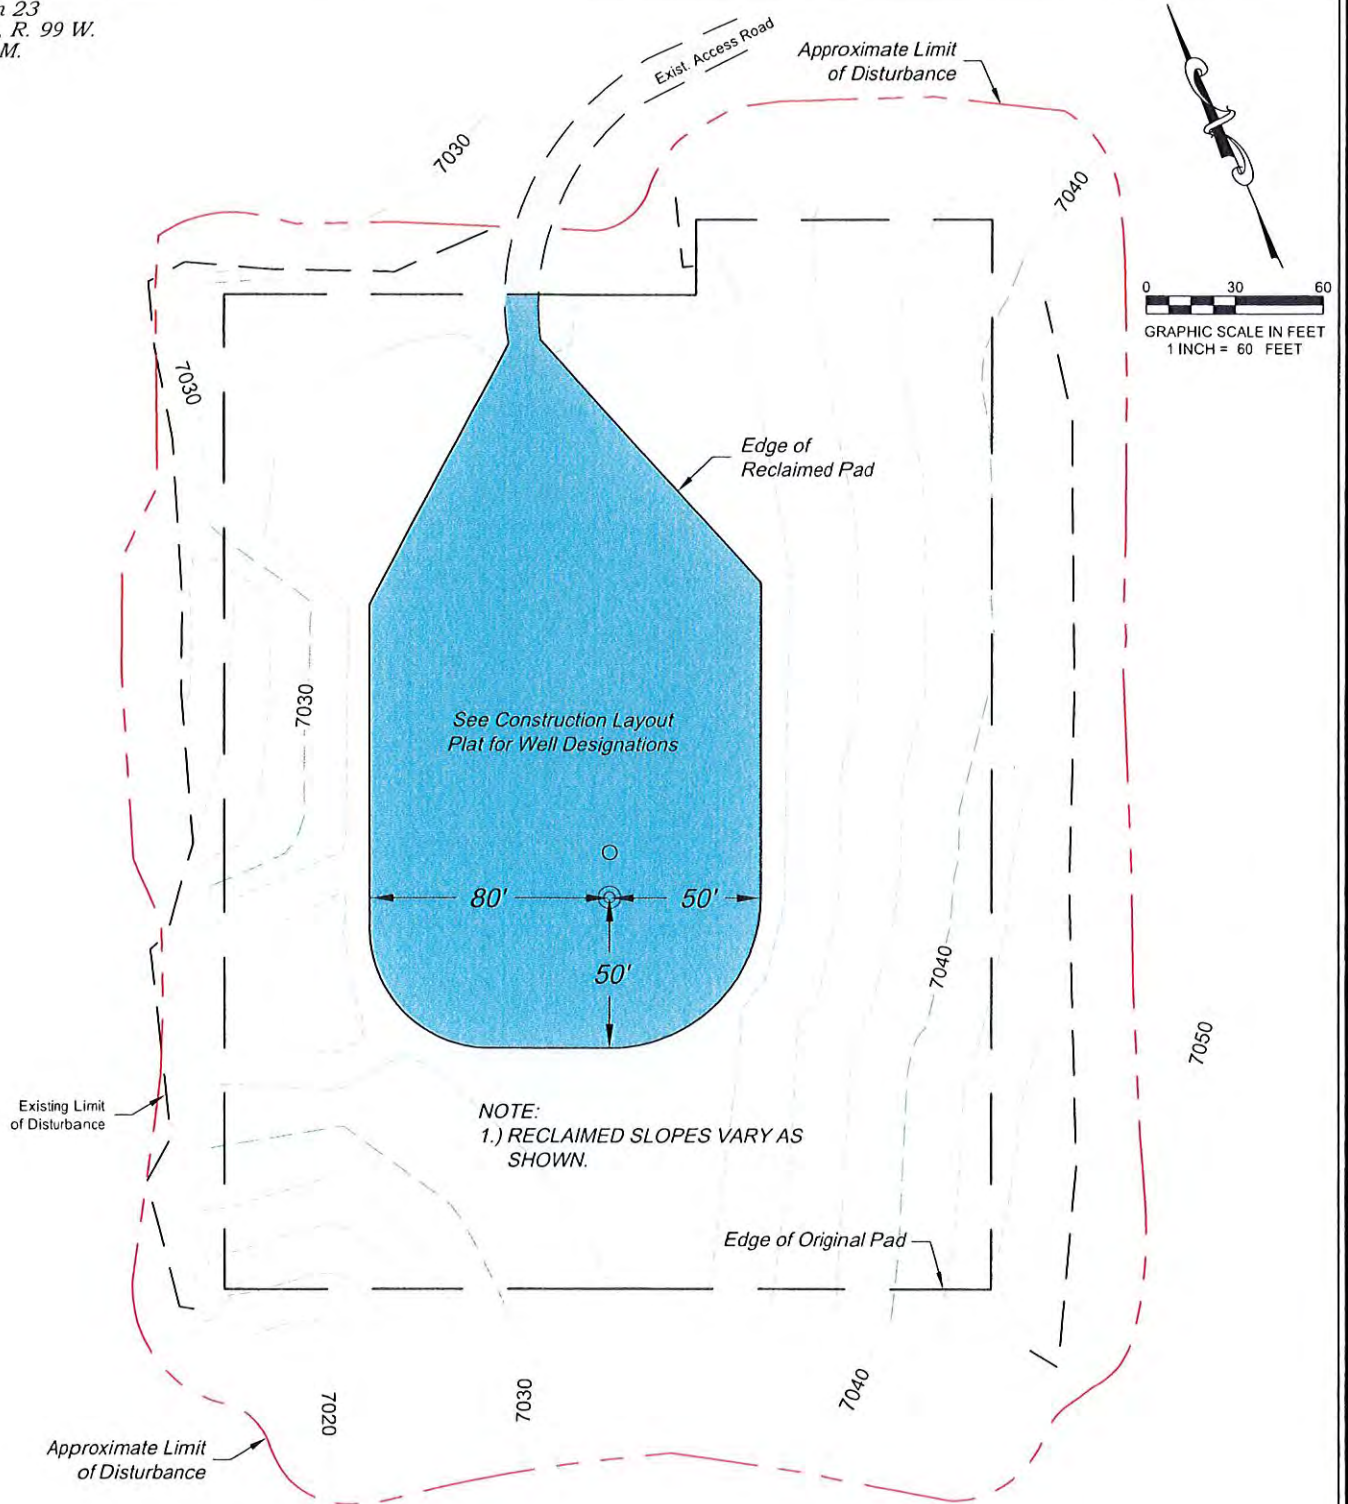 n 23
, R. 99 W.
M.
Exist. Access Road
Approximate Limit
of Disturbance
7030
7040
0 30 60
GRAPHIC SCALE IN FEET
1 INCH = 60 FEET
7030
Edge of
Reclaimed Pad
7030
See Construction Layout
Plat for Well Designations
80'
50'
50'
7040
7050
Existing Limit
of Disturbance
NOTE:
1.) RECLAIMED SLOPES VARY AS
SHOWN.
Edge of Original Pad
7020
7030
7040
Approximate Limit
of Disturbance